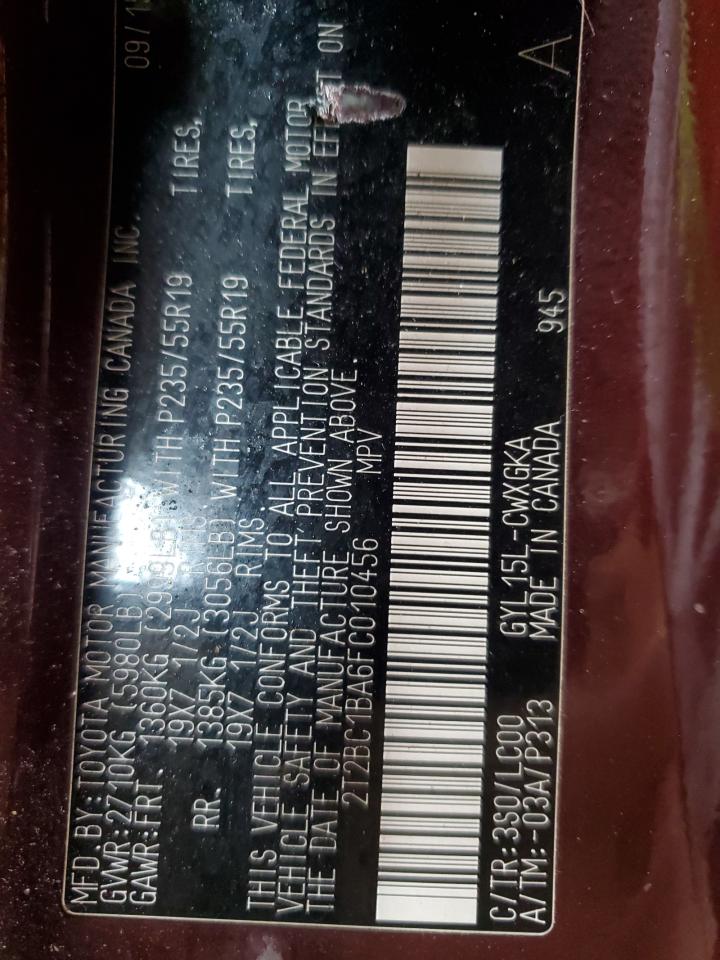 MFD.BY:TOYOTA MOTOR MANUFACTURING CANADA INC. 09/1
GVWR:2710KG (5980LB)
GAWR:FRT. 1360KG (2998LB) WITH P235/55R19 TIRES,
19X7 1/2J RIMS
RR. 1385KG (3056LB) WITH P235/55R19 TIRES,
19X7 1/2J RIMS
THIS VEHICLE CONFORMS TO ALL APPLICABLE FEDERAL MOTOR
VEHICLE SAFETY AND THEFT PREVENTION STANDARDS IN EFFECT ON
THE DATE OF MANUFACTURE SHOWN ABOVE.
2T2BC1BA6FC010456 MPV
C/TR:3S0/LC00 GYL15L-CWXGKA
A/TM:-03A/P313 MADE IN CANADA 945 A